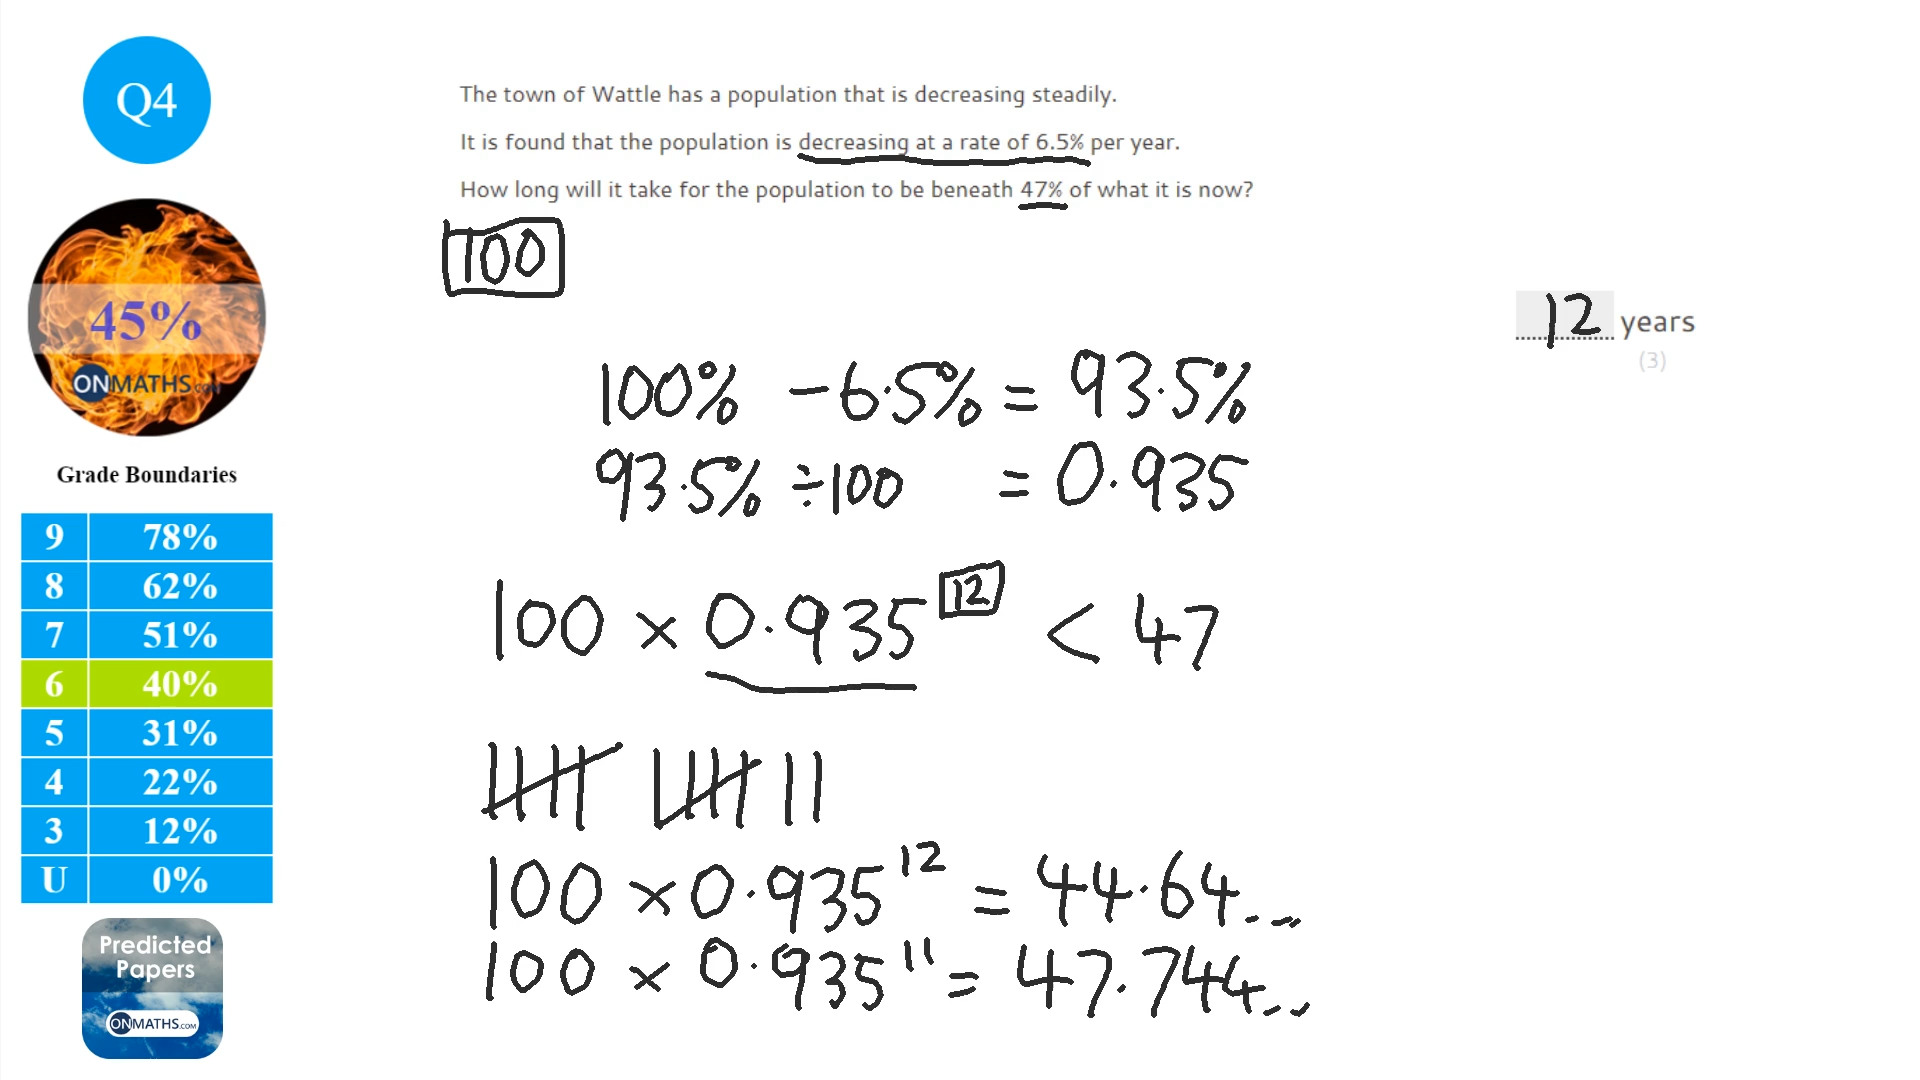 Q4
The town of Wattle has a population that is decreasing steadily.
It is found that the population is decreasing at a rate of 6.5% per year.
How long will it take for the population to be beneath 47% of what it is now?
100
12 years
(3)
45%
ONMATHS.COM
100% - 6.5% = 93.5%
93.5% ÷ 100 = 0.935
100 × 0.935^12 < 47
100 × 0.935^12 = 44.64...
100 × 0.935^11 = 47.744...
Grade Boundaries
9 78%
8 62%
7 51%
6 40%
5 31%
4 22%
3 12%
U 0%
Predicted
Papers
ONMATHS.COM